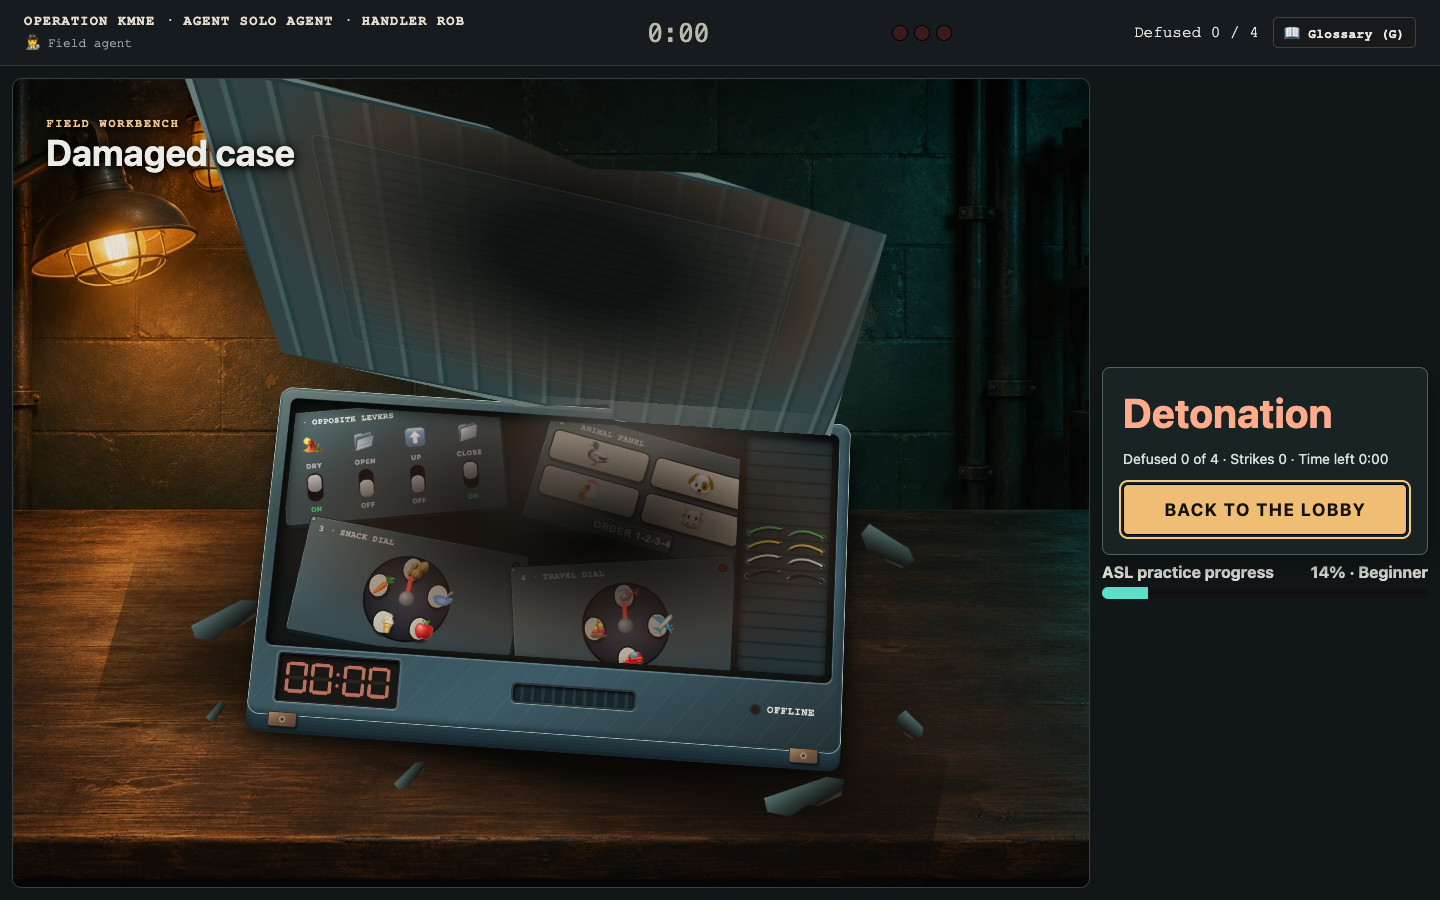 OPERATION KMNE · AGENT SOLO AGENT · HANDLER ROB
Field agent
0:00
Defused 0 / 4
Glossary (G)
FIELD WORKBENCH
Damaged case
· OPPOSITE LEVERS
DRY
OPEN
UP
CLOSE
ON
OFF
OFF
ON
ANIMAL PANEL
ORDER 1-2-3-4
3 · SNACK DIAL
4 · TRAVEL DIAL
00:00
OFFLINE
Detonation
Defused 0 of 4 · Strikes 0 · Time left 0:00
BACK TO THE LOBBY
ASL practice progress
14% · Beginner